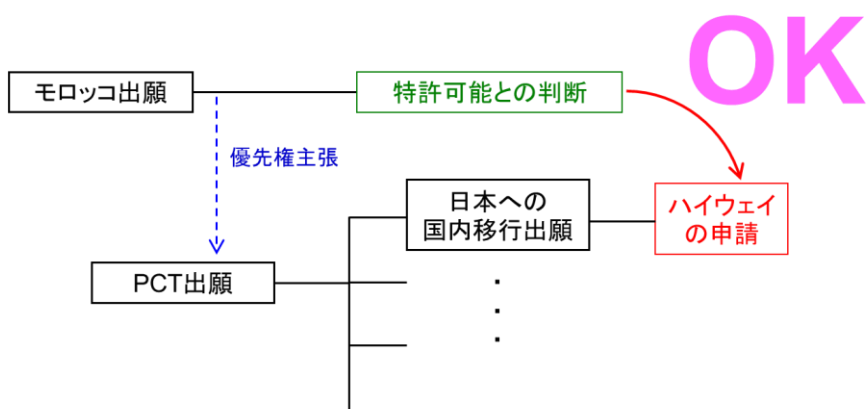 OK
モロッコ出願
特許可能との判断
優先権主張
日本への
国内移行出願
ハイウェイ
の申請
PCT出願